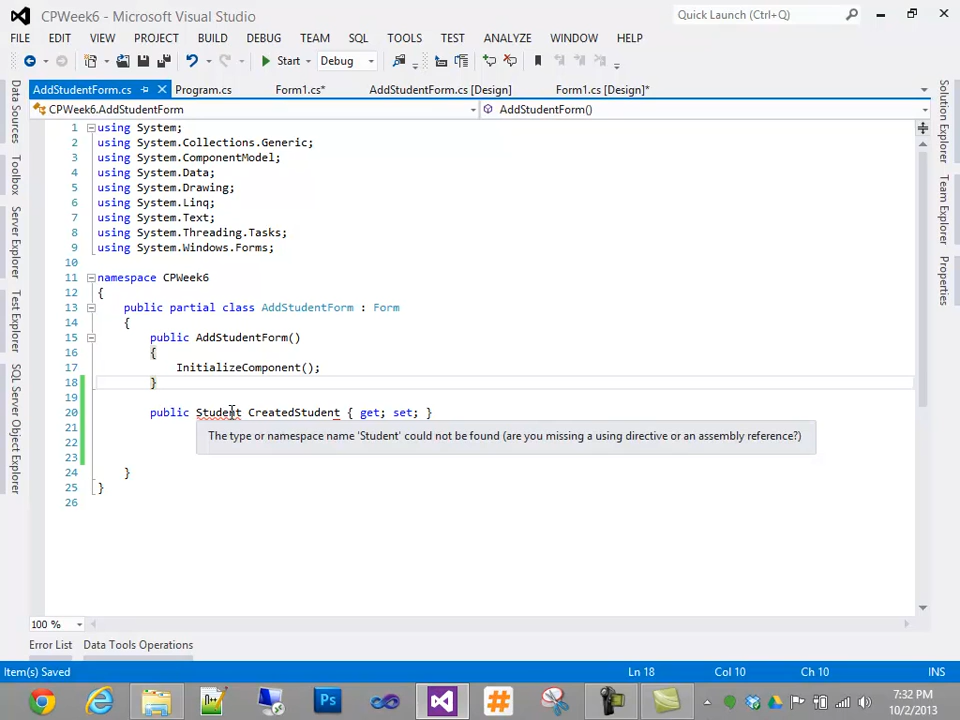 CPWeek6 - Microsoft Visual Studio
Quick Launch (Ctrl+Q)
FILE EDIT VIEW PROJECT BUILD DEBUG TEAM SQL TOOLS TEST ANALYZE WINDOW HELP
Start Debug
AddStudentForm.cs Program.cs Form1.cs* AddStudentForm.cs [Design] Form1.cs [Design]*
CPWeek6.AddStudentForm AddStudentForm()
1 using System;
2 using System.Collections.Generic;
3 using System.ComponentModel;
4 using System.Data;
5 using System.Drawing;
6 using System.Linq;
7 using System.Text;
8 using System.Threading.Tasks;
9 using System.Windows.Forms;
10
11 namespace CPWeek6
12 {
13 public partial class AddStudentForm : Form
14 {
15 public AddStudentForm()
16 {
17 InitializeComponent();
18 }
19
20 public Student CreatedStudent { get; set; }
21
The type or namespace name 'Student' could not be found (are you missing a using directive or an assembly reference?)
22
23
24 }
25 }
26
Data Sources
Toolbox
Server Explorer
Test Explorer
SQL Server Object Explorer
Solution Explorer
Team Explorer
Properties
100 %
Error List Data Tools Operations
Item(s) Saved Ln 18 Col 10 Ch 10 INS
Ps
7:32 PM
10/2/2013